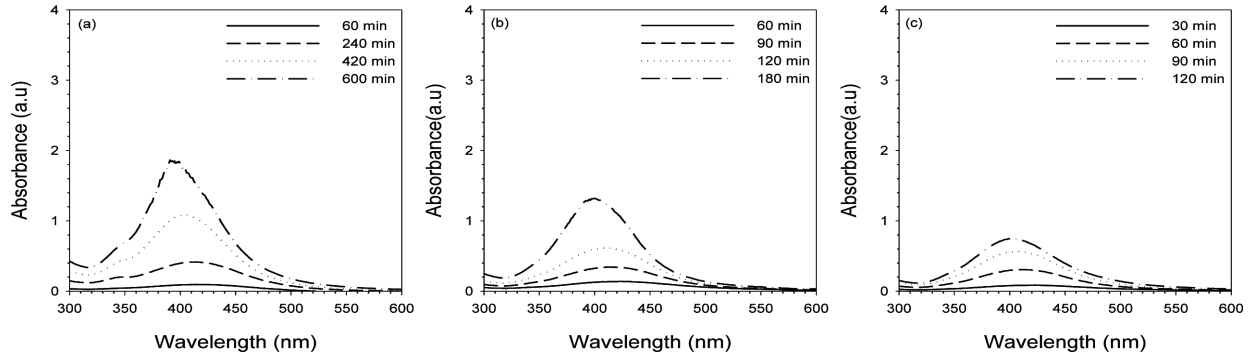 (a)
60 min
240 min
420 min
600 min
4
3
2
1
0
Absorbance (a.u)
300 350 400 450 500 550 600
Wavelength (nm)
(b)
60 min
90 min
120 min
180 min
4
3
2
1
0
Absorbance(a.u)
300 350 400 450 500 550 600
Wavelength (nm)
(c)
30 min
60 min
90 min
120 min
4
3
2
1
0
Absorbance(a.u)
300 350 400 450 500 550 600
Wavelength (nm)